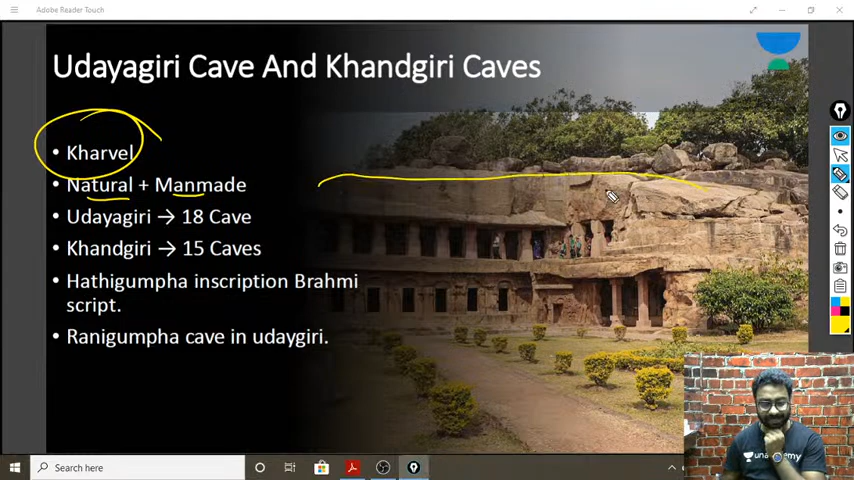 Adobe Reader Touch
Udayagiri Cave And Khandgiri Caves
• Kharvel
• Natural + Manmade
• Udayagiri → 18 Cave
• Khandgiri → 15 Caves
• Hathigumpha inscription Brahmi
script.
• Ranigumpha cave in udaygiri.
Search here